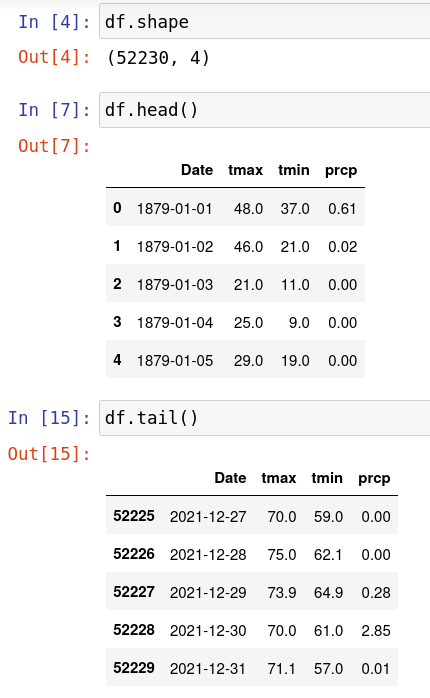 In [4]: df.shape
Out[4]: (52230, 4)
In [7]: df.head()
Out[7]:
Date tmax tmin prcp
0 1879-01-01 48.0 37.0 0.61
1 1879-01-02 46.0 21.0 0.02
2 1879-01-03 21.0 11.0 0.00
3 1879-01-04 25.0 9.0 0.00
4 1879-01-05 29.0 19.0 0.00
In [15]: df.tail()
Out[15]:
Date tmax tmin prcp
52225 2021-12-27 70.0 59.0 0.00
52226 2021-12-28 75.0 62.1 0.00
52227 2021-12-29 73.9 64.9 0.28
52228 2021-12-30 70.0 61.0 2.85
52229 2021-12-31 71.1 57.0 0.01